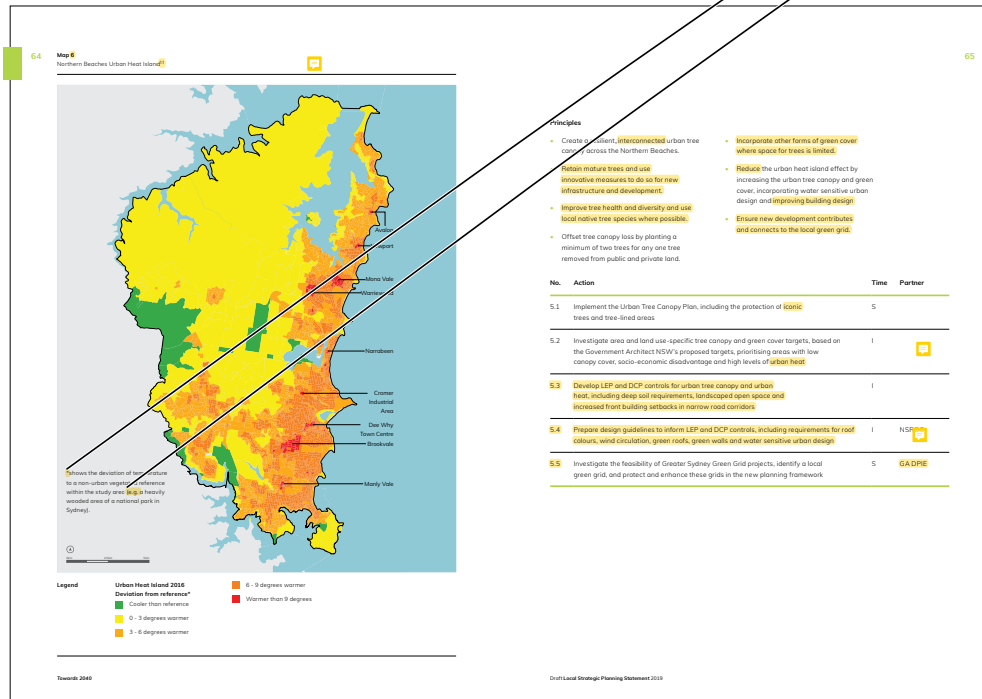 64
Map 6
Northern Beaches Urban Heat Island
Avalon
Mona Vale
Warriewood
Narrabeen
Cromer
Industrial
Area
Dee Why
Town Centre
Brookvale
Manly Vale
*shows the deviation of temperature
to a non-urban vegetated reference
within the study area (e.g. a heavily
wooded area of a national park in
Sydney).
Legend
Urban Heat Island 2016
Deviation from reference*
Cooler than reference
0 - 3 degrees warmer
3 - 6 degrees warmer
6 - 9 degrees warmer
Warmer than 9 degrees
Towards 2040
65
Principles
Create a resilient, interconnected urban tree
canopy across the Northern Beaches.
Retain mature trees and use
innovative measures to do so for new
infrastructure and development.
Improve tree health and diversity and use
local native tree species where possible.
Offset tree canopy loss by planting a
minimum of two trees for any one tree
removed from public and private land.
Incorporate other forms of green cover
where space for trees is limited.
Reduce the urban heat island effect by
increasing the urban tree canopy and green
cover, incorporating water sensitive urban
design and improving building design
Ensure new development contributes
and connects to the local green grid.
No. Action Time Partner
5.1 Implement the Urban Tree Canopy Plan, including the protection of iconic S
trees and tree-lined areas
5.2 Investigate area and land use-specific tree canopy and green cover targets, based on I
the Government Architect NSW's proposed targets, prioritising areas with low
canopy cover, socio-economic disadvantage and high levels of urban heat
5.3 Develop LEP and DCP controls for urban tree canopy and urban I
heat, including deep soil requirements, landscaped open space and
increased front building setbacks in narrow road corridors
5.4 Prepare design guidelines to inform LEP and DCP controls, including requirements for roof I
colours, wind circulation, green roofs, green walls and water sensitive urban design
5.5 Investigate the feasibility of Greater Sydney Green Grid projects, identify a local S GA DPIE
green grid, and protect and enhance these grids in the new planning framework
Draft Local Strategic Planning Statement 2019